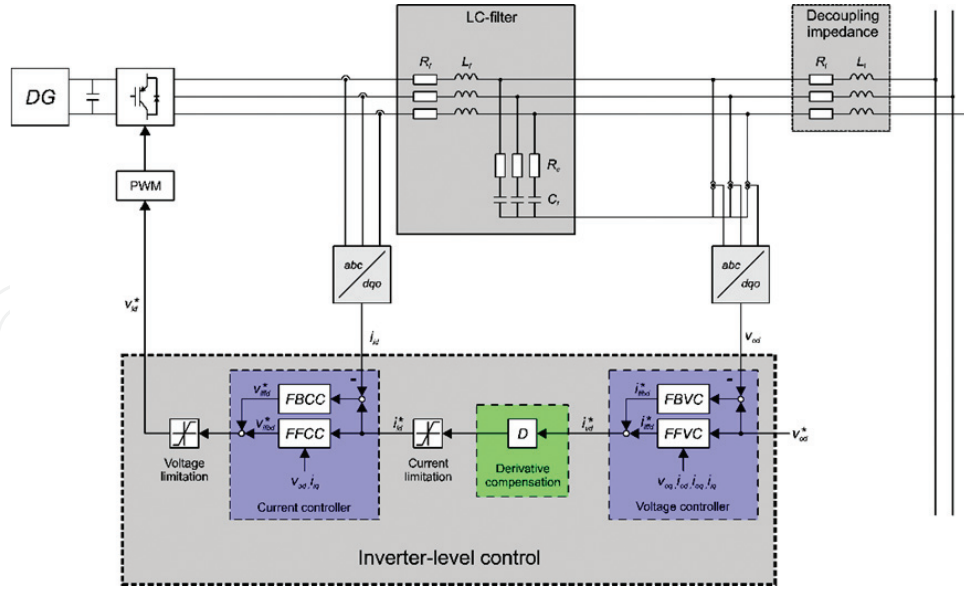 LC-filter
Decoupling
impedance
R_f L_f
R_t L_t
DG
R_c
C_f
PWM
abc
dqo
abc
dqo
v*_id
i_id
v_od
v*_iffd
FBCC
-
i*_ifbd
FBVC
-
v*_ifbd
FFCC
i*_id
D
i*_id
i*_iffd
FFVC
v*_od
Voltage
limitation
Current
limitation
Derivative
compensation
v_od,i_iq
v_oq,i_od,i_oq,i_iq
Current controller
Voltage controller
Inverter-level control